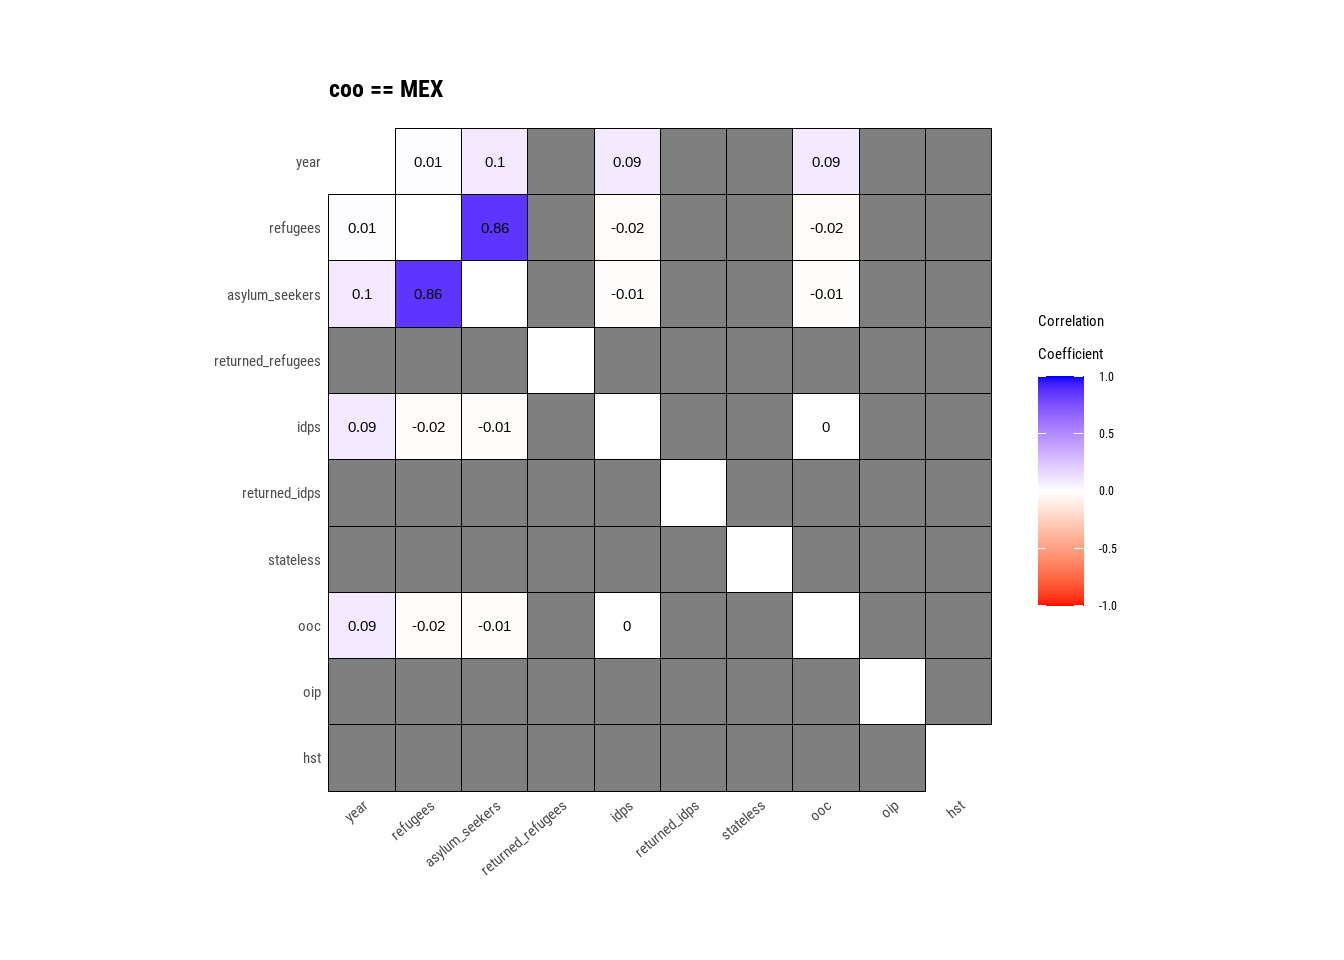 coo == MEX
year 0.01 0.1 0.09 0.09
refugees 0.01 0.86 -0.02 -0.02
asylum_seekers 0.1 0.86 -0.01 -0.01
returned_refugees
idps 0.09 -0.02 -0.01 0
returned_idps
stateless
ooc 0.09 -0.02 -0.01 0
oip
hst
year refugees asylum_seekers returned_refugees idps returned_idps stateless ooc oip hst
Correlation
Coefficient
1.0
0.5
0.0
-0.5
-1.0